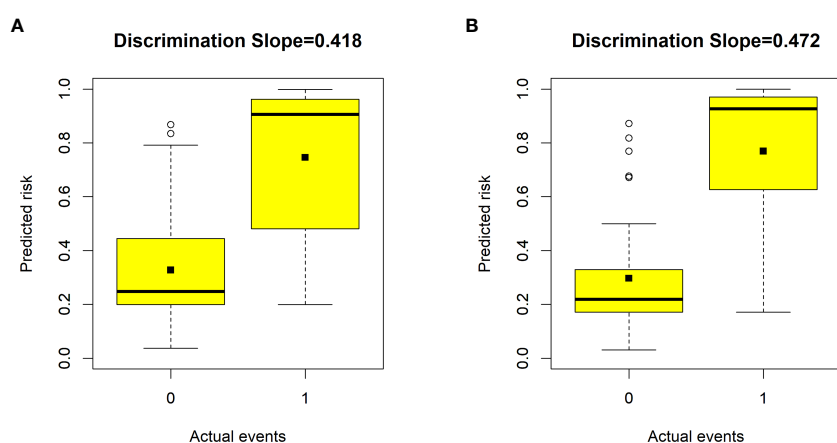 A
Discrimination Slope=0.418
Predicted risk
1.0
0.8
0.6
0.4
0.2
0.0
0 1
Actual events
B
Discrimination Slope=0.472
Predicted risk
1.0
0.8
0.6
0.4
0.2
0.0
0 1
Actual events